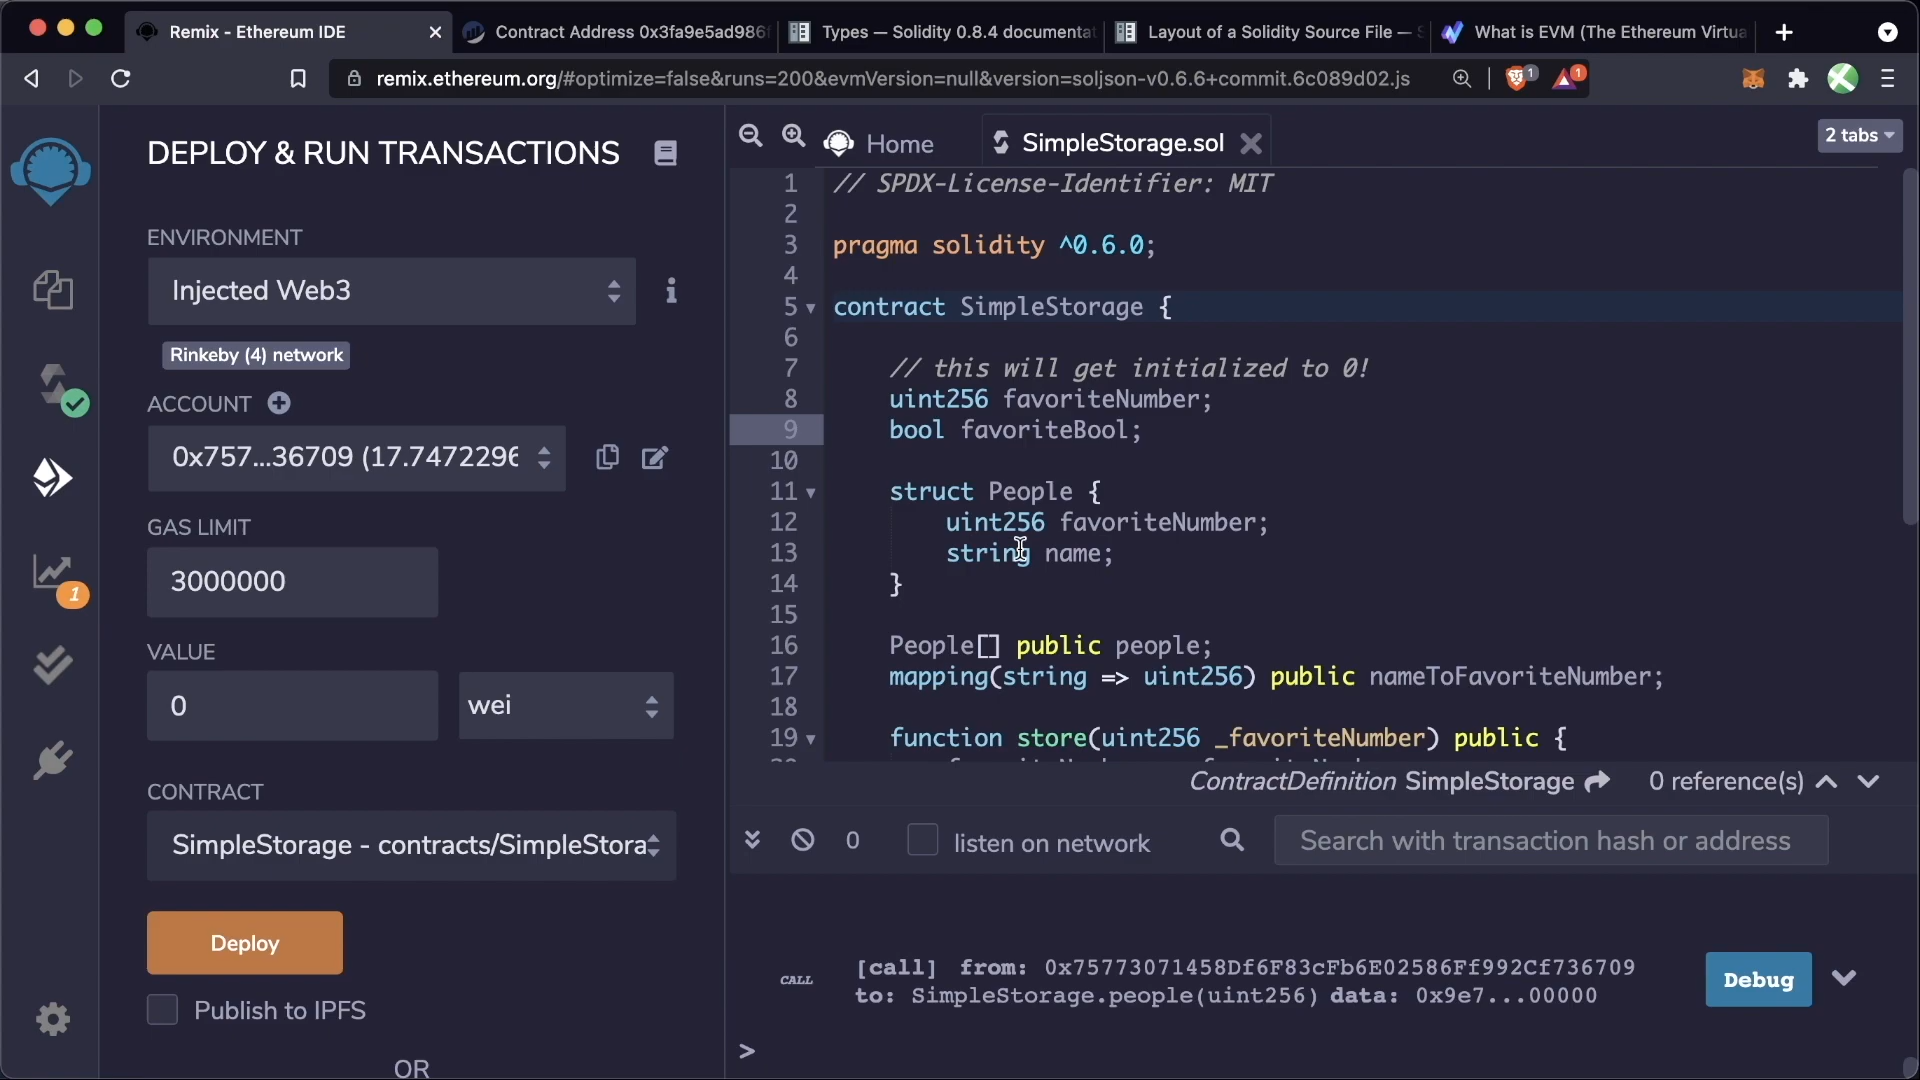 Remix - Ethereum IDE
Contract Address 0x3fa9e5ad986
Types — Solidity 0.8.4 documenta
Layout of a Solidity Source File —
What is EVM (The Ethereum Virtua
remix.ethereum.org/#optimize=false&runs=200&evmVersion=null&version=soljson-v0.6.6+commit.6c089d02.js
1
1
DEPLOY & RUN TRANSACTIONS
ENVIRONMENT
Injected Web3
Rinkeby (4) network
ACCOUNT
0x757...36709 (17.7472296
GAS LIMIT
3000000
VALUE
0
wei
CONTRACT
SimpleStorage - contracts/SimpleStora
Deploy
Publish to IPFS
OR
1
Home
SimpleStorage.sol
2 tabs
1 // SPDX-License-Identifier: MIT
2
3 pragma solidity ^0.6.0;
4
5 contract SimpleStorage {
6
7 // this will get initialized to 0!
8 uint256 favoriteNumber;
9 bool favoriteBool;
10
11 struct People {
12 uint256 favoriteNumber;
13 string name;
14 }
15
16 People[] public people;
17 mapping(string => uint256) public nameToFavoriteNumber;
18
19 function store(uint256 _favoriteNumber) public {
ContractDefinition SimpleStorage
0 reference(s)
0
listen on network
Search with transaction hash or address
CALL
[call] from: 0x75773071458Df6F83cFb6E02586Ff992Cf736709
to: SimpleStorage.people(uint256) data: 0x9e7...00000
Debug
>